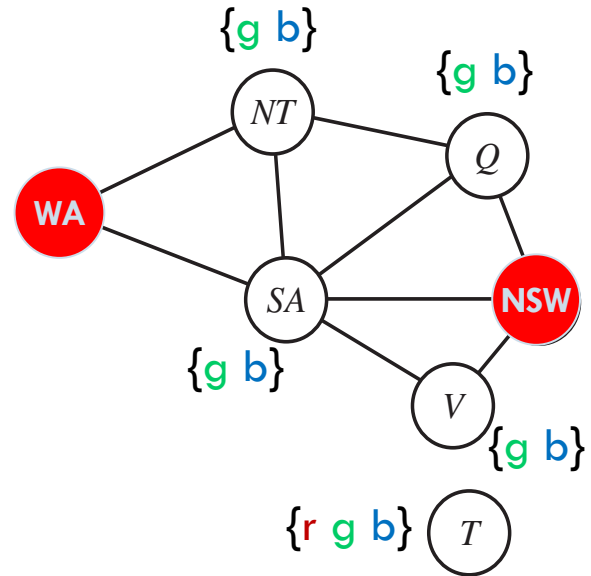 {g b}
NT
{g b}
Q
WA
SA
NSW
{g b}
V
{g b}
{r g b}
T